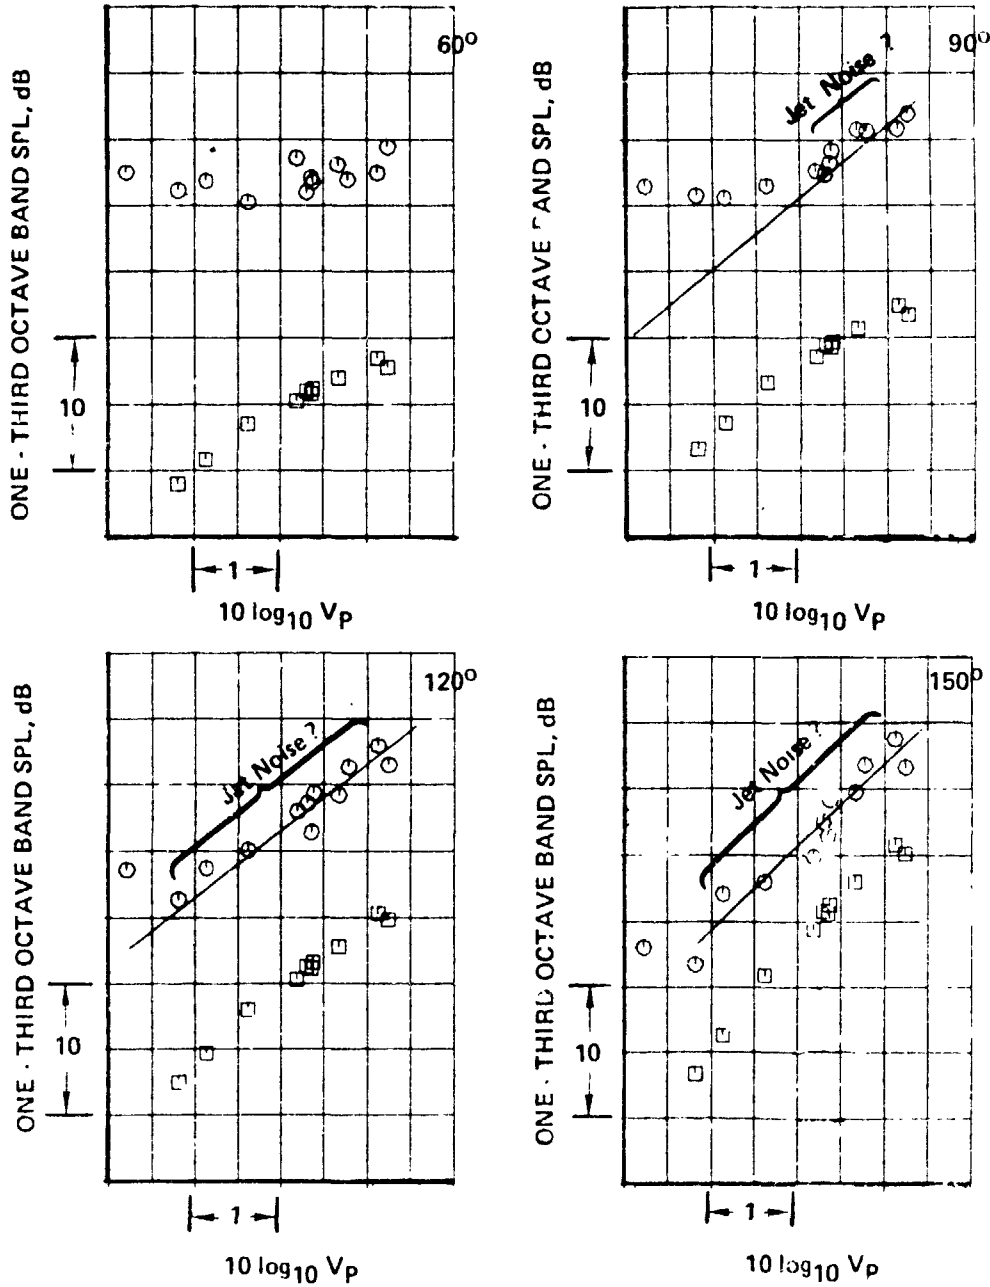 60°
ONE - THIRD OCTAVE BAND SPL, dB
10
1
10 log10 VP
90°
Jet Noise ?
ONE - THIRD OCTAVE BAND SPL, dB
10
1
10 log10 VP
120°
Jet Noise ?
ONE - THIRD OCTAVE BAND SPL, dB
10
1
10 log10 VP
150°
Jet Noise ?
ONE - THIRD OCTAVE BAND SPL, dB
10
1
10 log10 VP